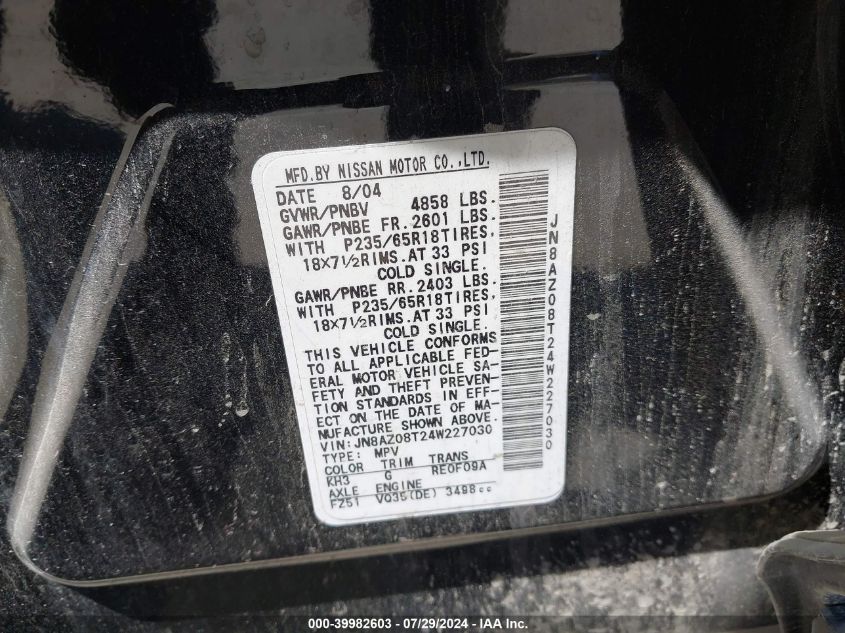 MFD.BY NISSAN MOTOR CO.,LTD.
DATE 8/04
GVWR/PNBV 4858 LBS.
GAWR/PNBE FR.2601 LBS.
WITH P235/65R18TIRES,
18X7½RIMS.AT 33 PSI
COLD SINGLE.
GAWR/PNBE RR.2403 LBS.
WITH P235/65R18TIRES,
18X7½RIMS.AT 33 PSI
COLD SINGLE.
THIS VEHICLE CONFORMS
TO ALL APPLICABLE FED-
ERAL MOTOR VEHICLE SA-
FETY AND THEFT PREVEN-
TION STANDARDS IN EFF-
ECT ON THE DATE OF MA-
NUFACTURE SHOWN ABOVE.
VIN:JN8AZ08T24W227030
TYPE: MPV
COLOR TRIM TRANS
KH3 G RE0F09A
AXLE ENGINE
FZ51 VQ35(DE) 3498cc
JN8AZ08T24W227030
000-39982603 - 07/29/2024 - IAA Inc.